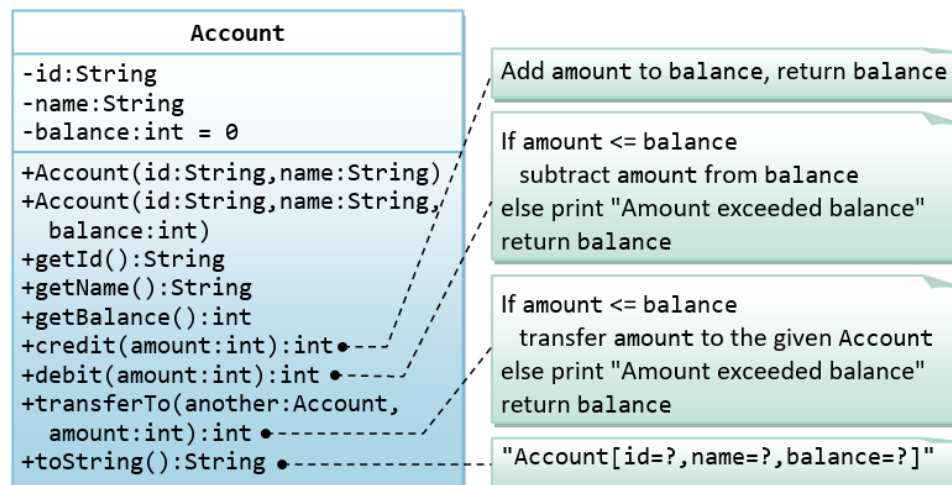 Account
-id:String
-name:String
-balance:int = 0
+Account(id:String,name:String)
+Account(id:String,name:String,
balance:int)
+getId():String
+getName():String
+getBalance():int
+credit(amount:int):int
+debit(amount:int):int
+transferTo(another:Account,
amount:int):int
+toString():String
Add amount to balance, return balance
If amount <= balance
subtract amount from balance
else print "Amount exceeded balance"
return balance
If amount <= balance
transfer amount to the given Account
else print "Amount exceeded balance"
return balance
"Account[id=?,name=?,balance=?]"